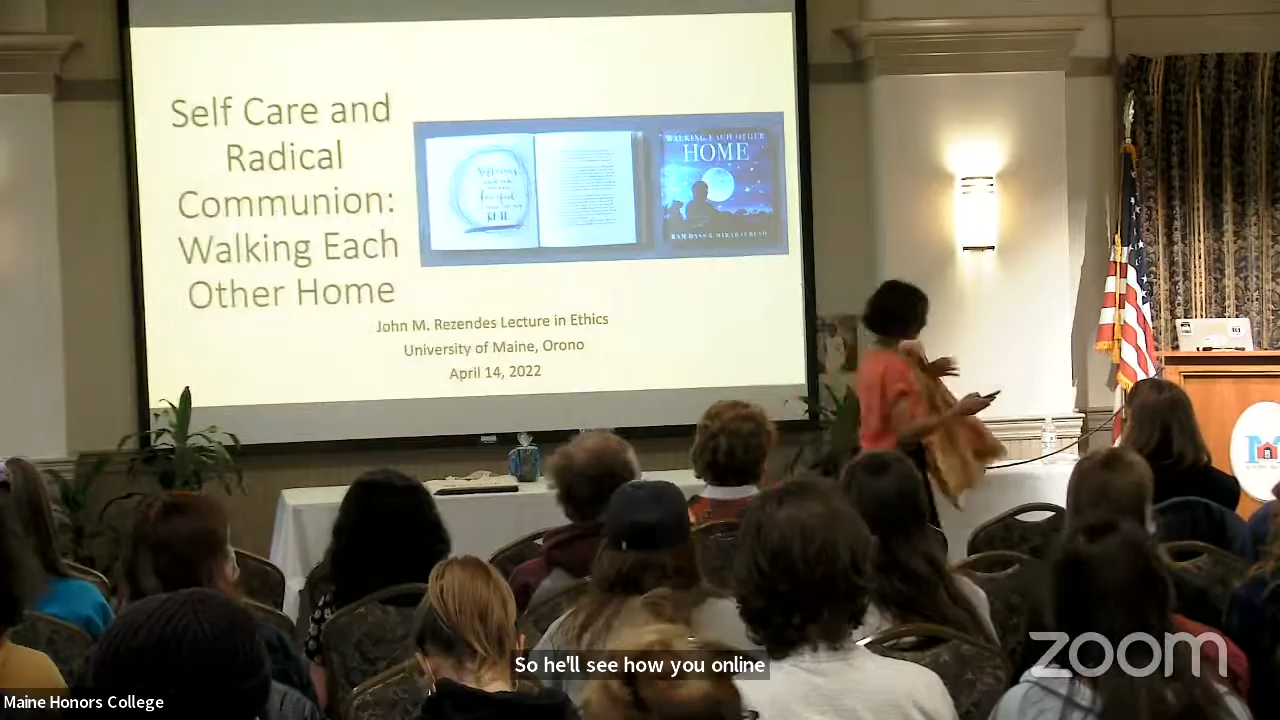 Self Care and
Radical
Communion:
Walking Each
Other Home
WALKING EACH OTHER
HOME
John M. Rezendes Lecture in Ethics
University of Maine, Orono
April 14, 2022
So he'll see how you online
zoom
Maine Honors College